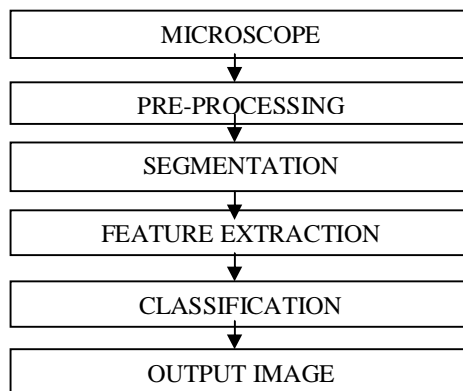 MICROSCOPE
PRE-PROCESSING
SEGMENTATION
FEATURE EXTRACTION
CLASSIFICATION
OUTPUT IMAGE